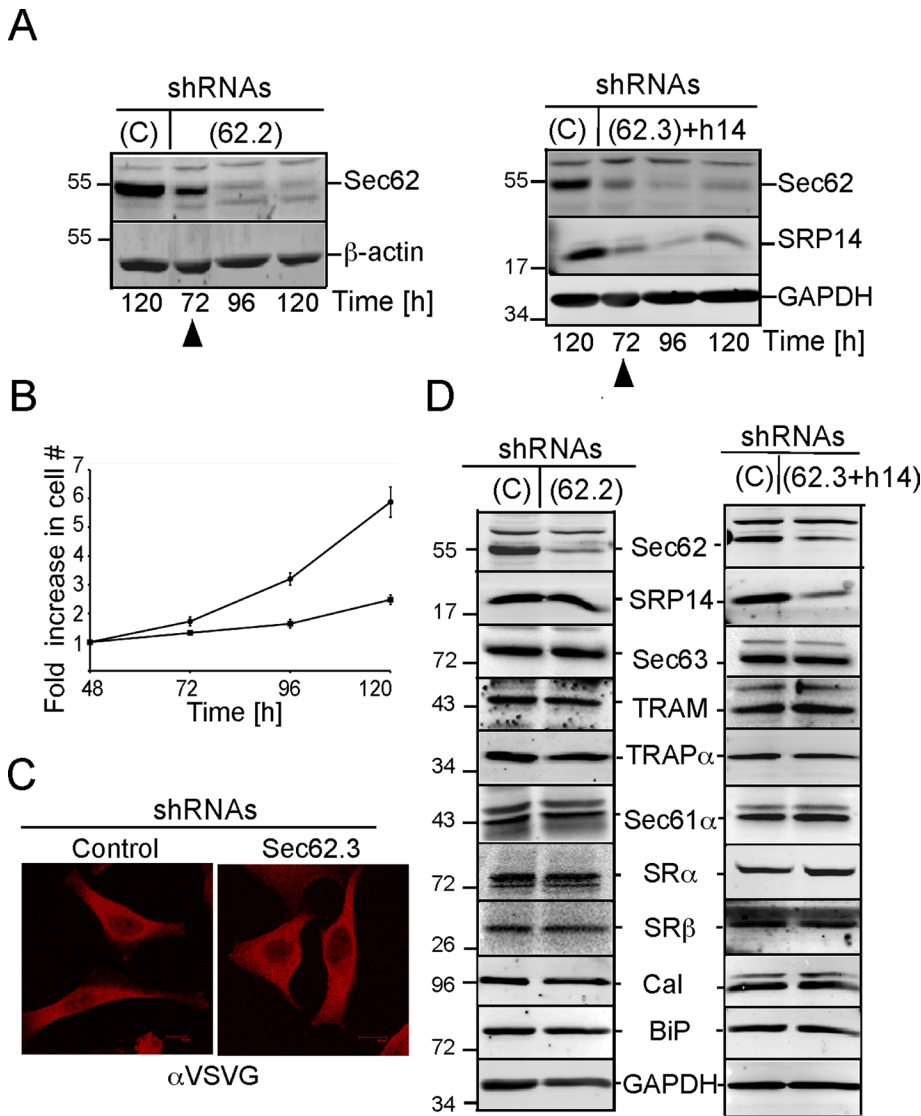 A
shRNAs
(C) (62.2)
55
Sec62
55
β-actin
120 72 96 120 Time [h]
shRNAs
(C) (62.3)+h14
55
Sec62
SRP14
17
GAPDH
34
120 72 96 120 Time [h]
B
Fold increase in cell #
7
6
5
4
3
2
1
48 72 96 120
Time [h]
C
shRNAs
Control Sec62.3
αVSVG
D
shRNAs shRNAs
(C) (62.2) (C) (62.3+h14)
55 Sec62
17 SRP14
72 Sec63
43 TRAM
34 TRAPα
43 Sec61α
72 SRα
26 SRβ
96 Cal
72 BiP
34 GAPDH